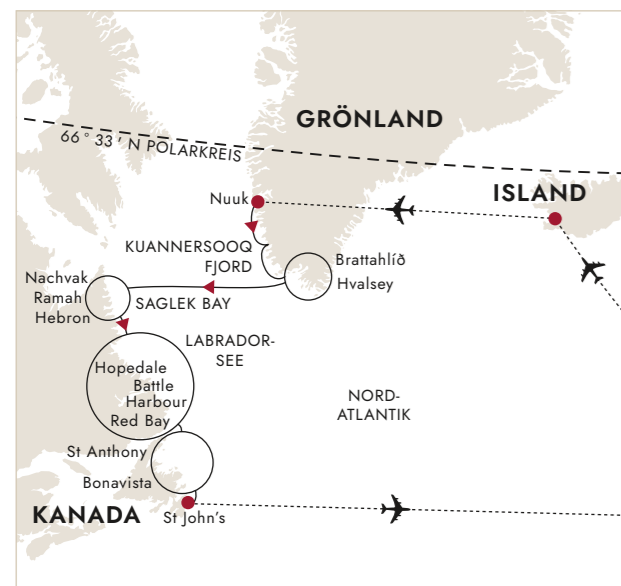 GRÖNLAND
66° 33' N POLARKREIS
ISLAND
Nuuk
KUANNERSOOQ
FJORD
Brattahlíð
Hvalsey
Nachvak
Ramah
Hebron
SAGLEK BAY
LABRADOR-
SEE
Hopedale
Battle
Harbour
Red Bay
NORD-
ATLANTIK
St Anthony
Bonavista
KANADA
St John's